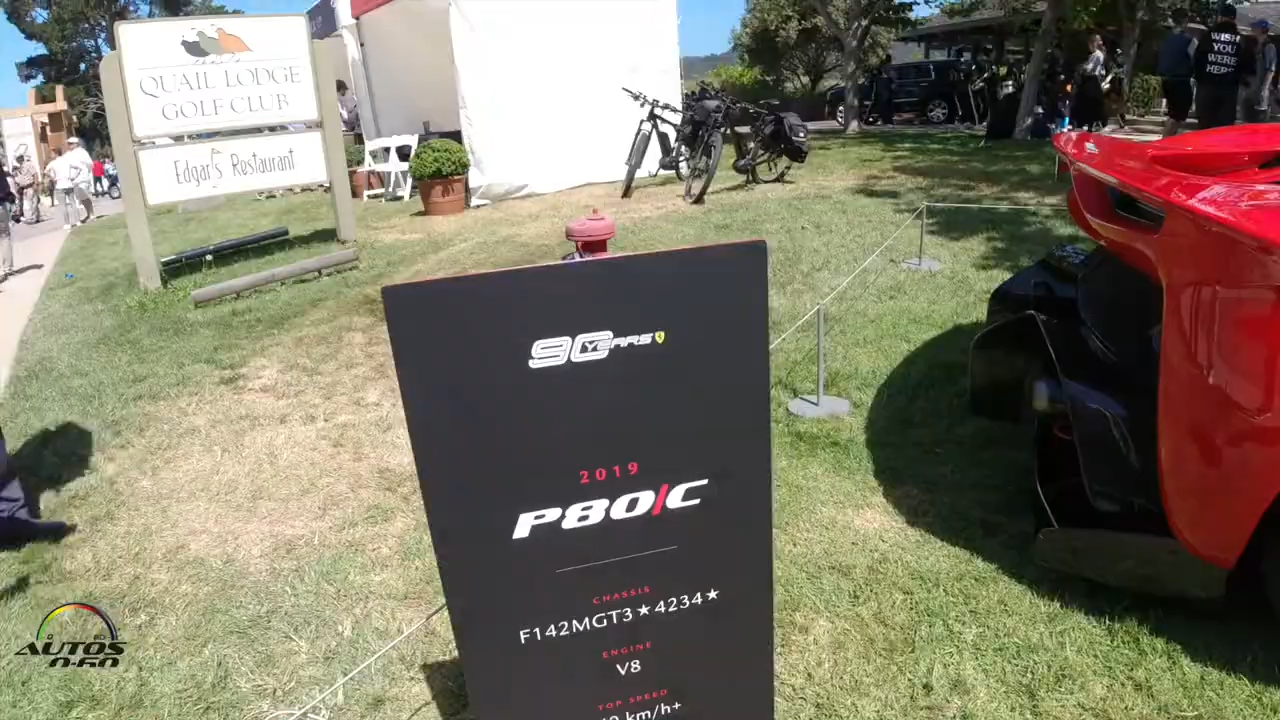 QUAIL LODGE
GOLF CLUB
Edgar's Restaurant
WISH
YOU
WERE
HERE
90 YEARS
2019
P80/C
CHASSIS
F142MGT3★4234★
ENGINE
V8
TOP SPEED
km/h+
AUTOS
0-60